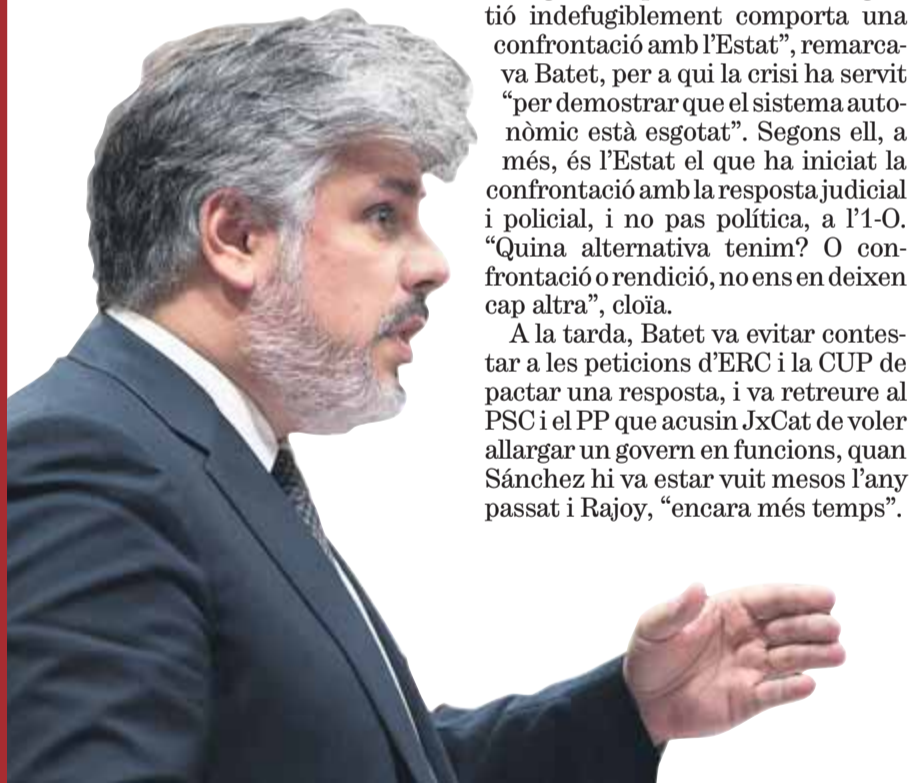 tió indefugiblement comporta una
confrontació amb l’Estat”, remarca-
va Batet, per a qui la crisi ha servit
“per demostrar que el sistema auto-
nòmic està esgotat”. Segons ell, a
més, és l’Estat el que ha iniciat la
confrontació amb la resposta judicial
i policial, i no pas política, a l’1-O.
“Quina alternativa tenim? O con-
frontació o rendició, no ens en deixen
cap altra”, cloïa.
A la tarda, Batet va evitar contes-
tar a les peticions d’ERC i la CUP de
pactar una resposta, i va retreure al
PSC i el PP que acusin JxCat de voler
allargar un govern en funcions, quan
Sánchez hi va estar vuit mesos l’any
passat i Rajoy, “encara més temps”.